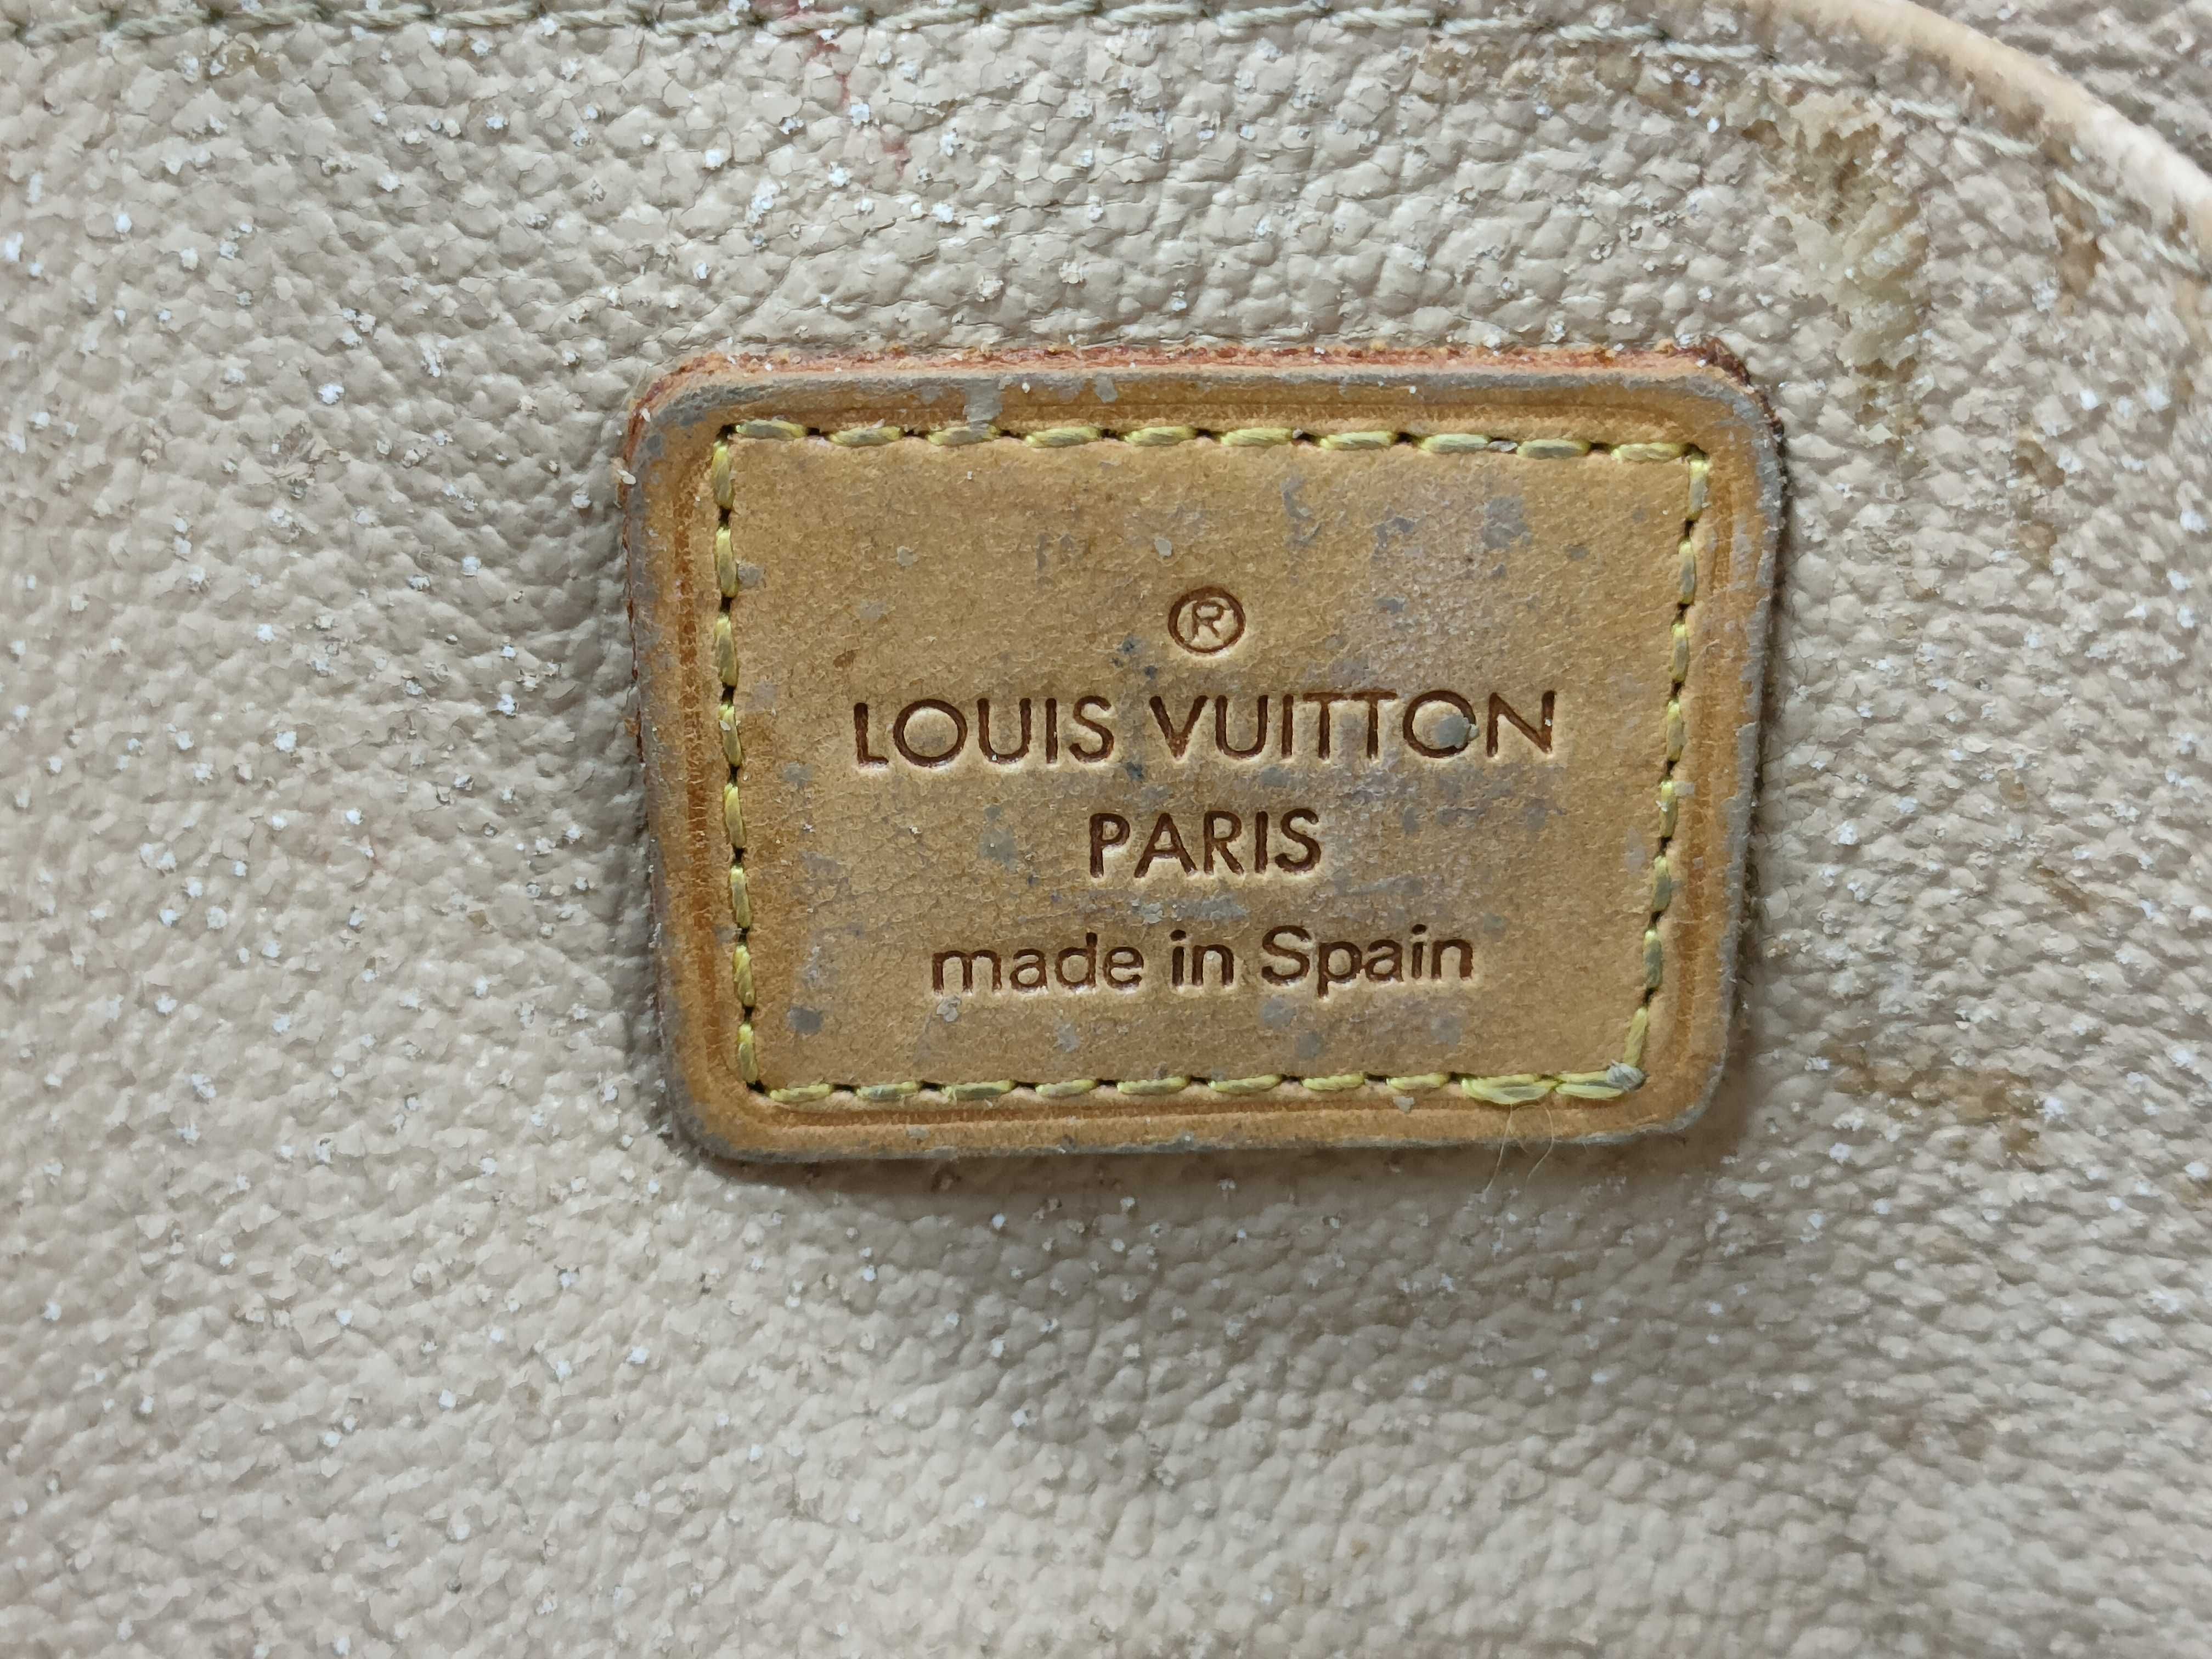 ®
LOUIS VUITTON
PARIS
made in Spain